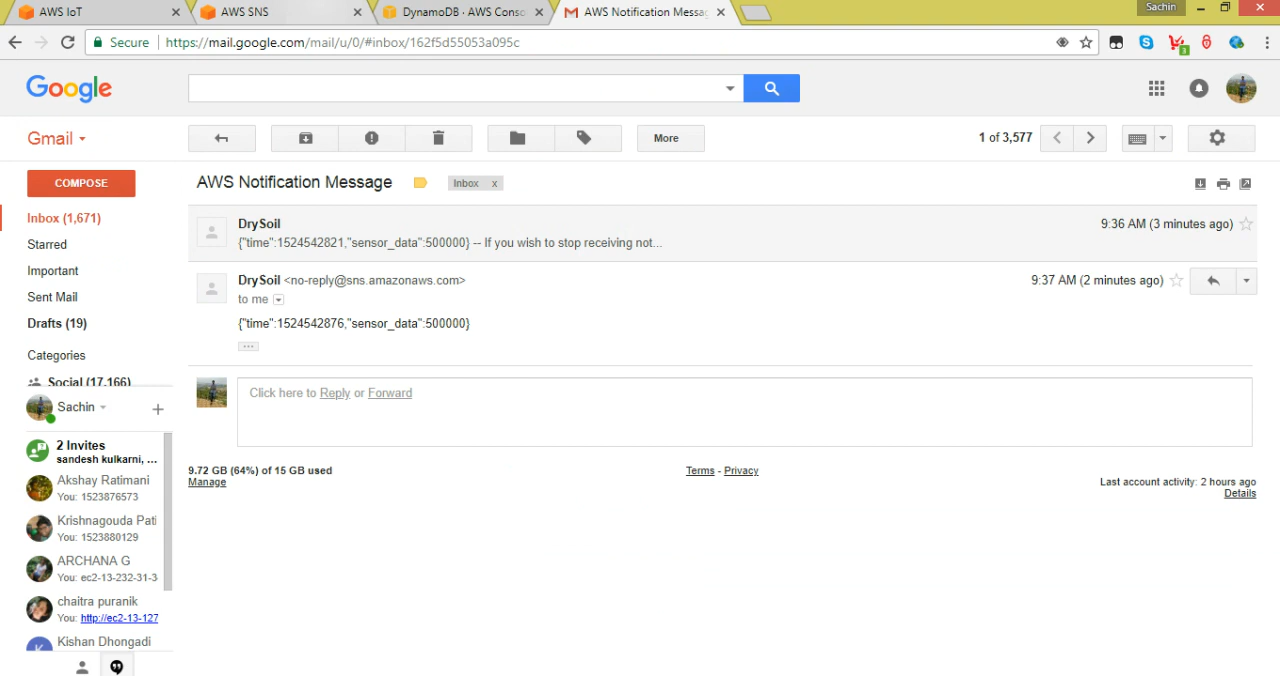 AWS IoT
AWS SNS
DynamoDB · AWS Conso
AWS Notification Messag
Sachin
Secure
https://mail.google.com/mail/u/0/#inbox/162f5d55053a095c
3
Google
Gmail
More
1 of 3,577
COMPOSE
AWS Notification Message
Inbox x
Inbox (1,671)
Starred
Important
Sent Mail
Drafts (19)
Categories
Social (17,166)
DrySoil
9:36 AM (3 minutes ago)
{"time":1524542821,"sensor_data":500000} -- If you wish to stop receiving not...
DrySoil <no-reply@sns.amazonaws.com>
9:37 AM (2 minutes ago)
to me
{"time":1524542876,"sensor_data":500000}
...
Click here to Reply or Forward
9.72 GB (64%) of 15 GB used
Manage
Terms - Privacy
Last account activity: 2 hours ago
Details
Sachin
2 Invites
sandesh kulkarni, ...
Akshay Ratimani
You: 1523876573
Krishnagouda Pati
You: 1523880129
ARCHANA G
You: ec2-13-232-31-3
chaitra puranik
You: http://ec2-13-127
K
Kishan Dhongadi